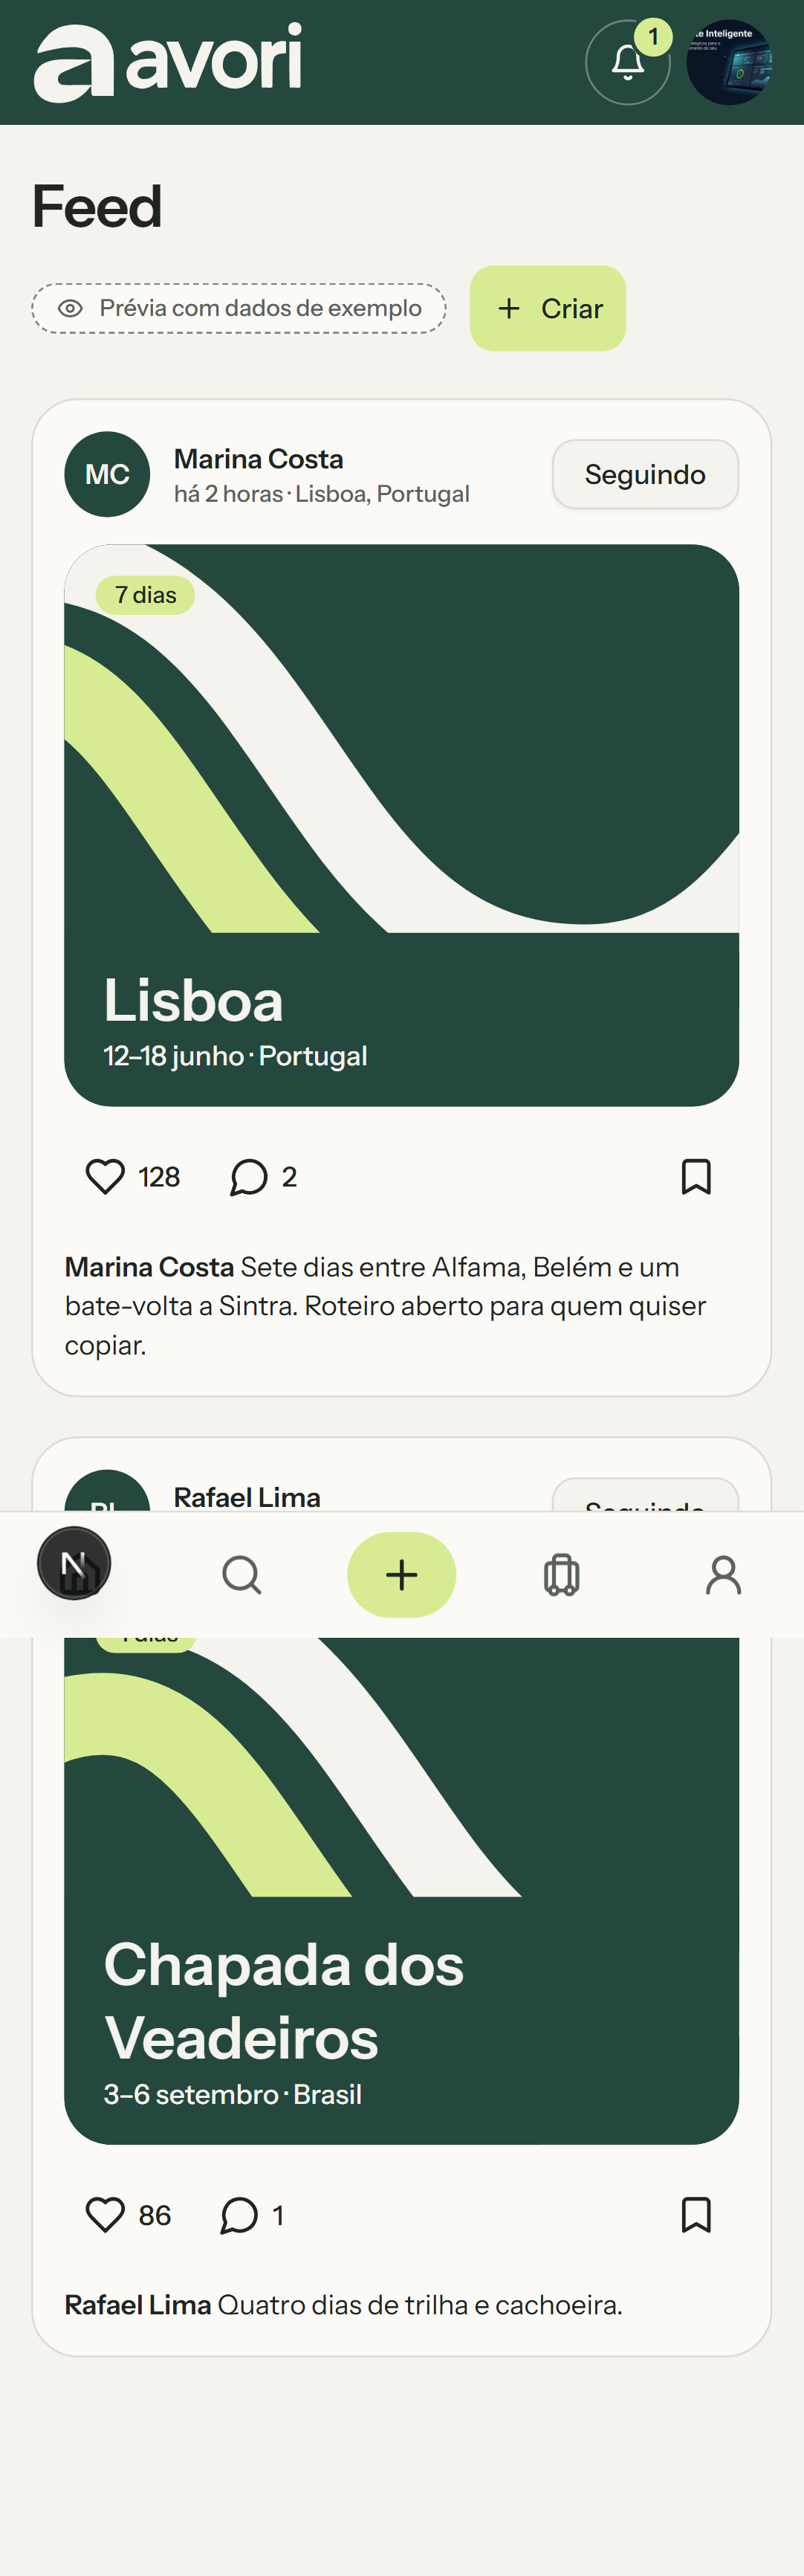 a avori
1
e Inteligente
Feed
Prévia com dados de exemplo
+ Criar
MC
Marina Costa
há 2 horas · Lisboa, Portugal
Seguindo
7 dias
Lisboa
12–18 junho · Portugal
128
2
Marina Costa Sete dias entre Alfama, Belém e um
bate-volta a Sintra. Roteiro aberto para quem quiser
copiar.
Rafael Lima
Seguindo
N
dias
Chapada dos
Veadeiros
3–6 setembro · Brasil
86
1
Rafael Lima Quatro dias de trilha e cachoeira.